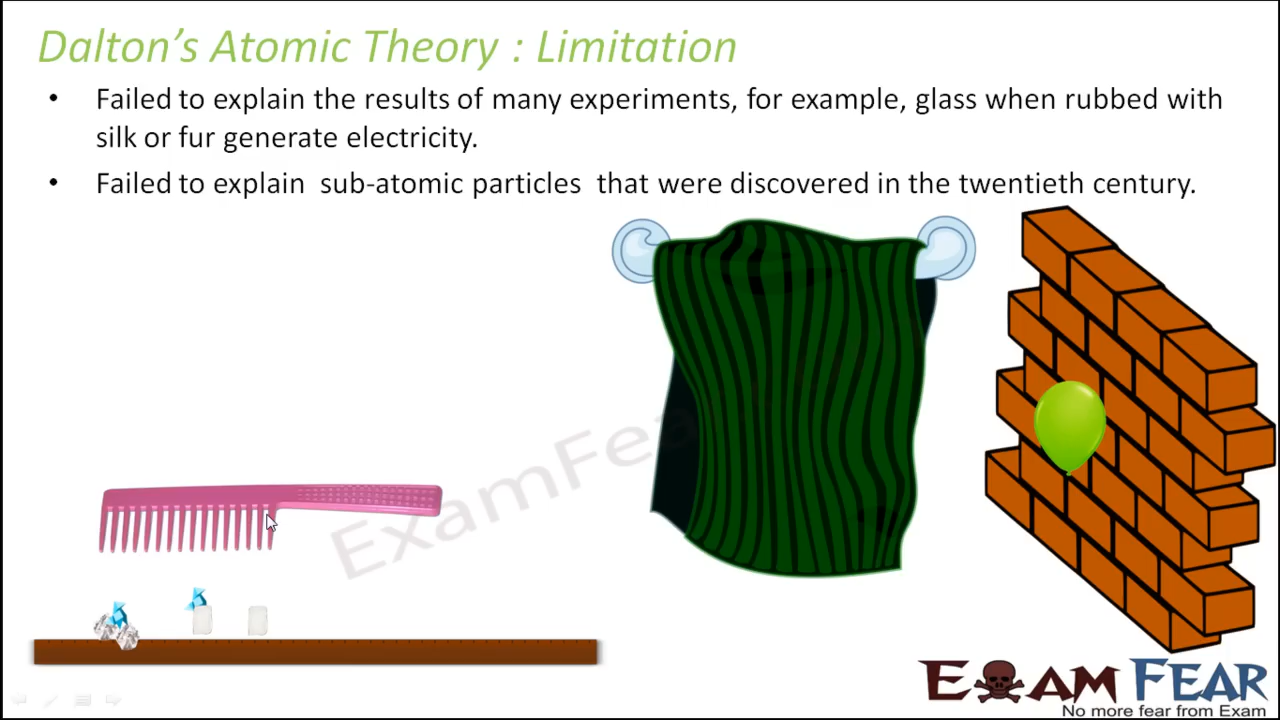 Dalton's Atomic Theory : Limitation
• Failed to explain the results of many experiments, for example, glass when rubbed with
silk or fur generate electricity.
• Failed to explain sub-atomic particles that were discovered in the twentieth century.
ExamFea
EXAM FEAR
No more fear from Exam